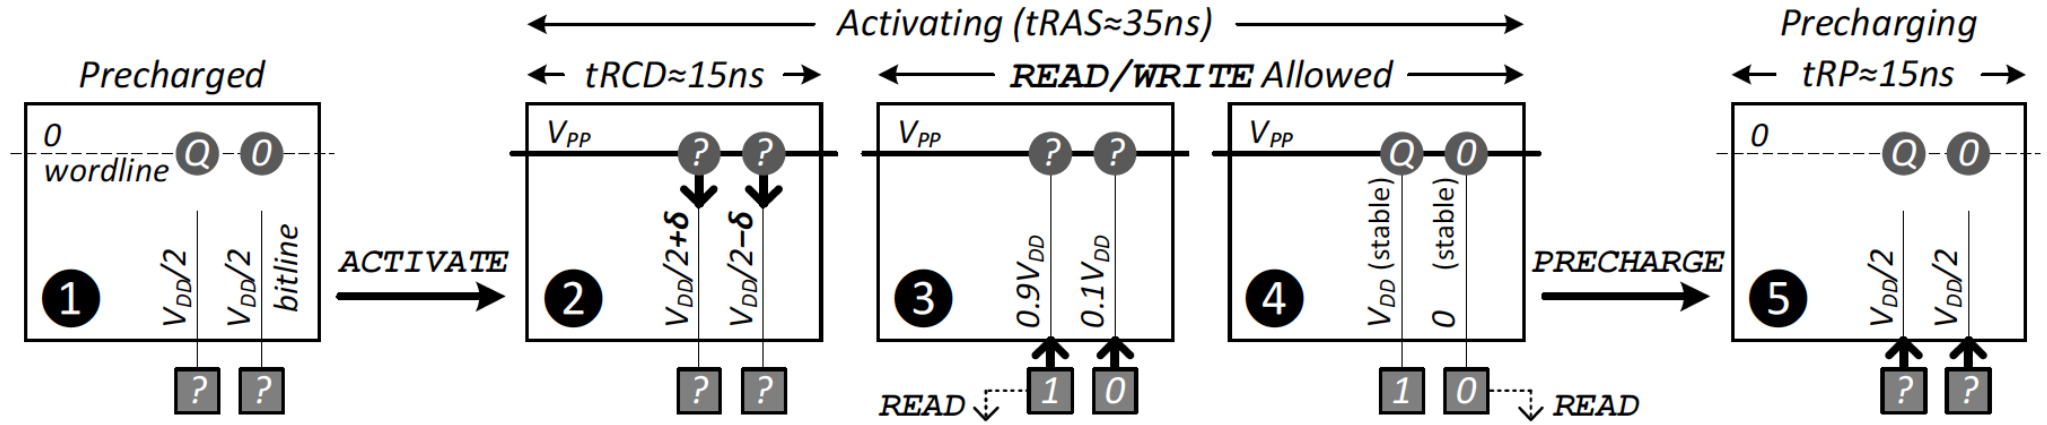 Activating (tRAS≈35ns)
Precharging
Precharged
tRCD≈15ns
READ/WRITE Allowed
tRP≈15ns
0
wordline
Q
0
VDD/2
VDD/2
bitline
1
?
?
ACTIVATE
VPP
?
?
VDD/2+δ
VDD/2−δ
2
?
?
VPP
?
?
0.9VDD
0.1VDD
3
1
0
READ
VPP
Q
0
VDD (stable)
0 (stable)
4
1
0
READ
PRECHARGE
0
Q
0
VDD/2
VDD/2
5
?
?